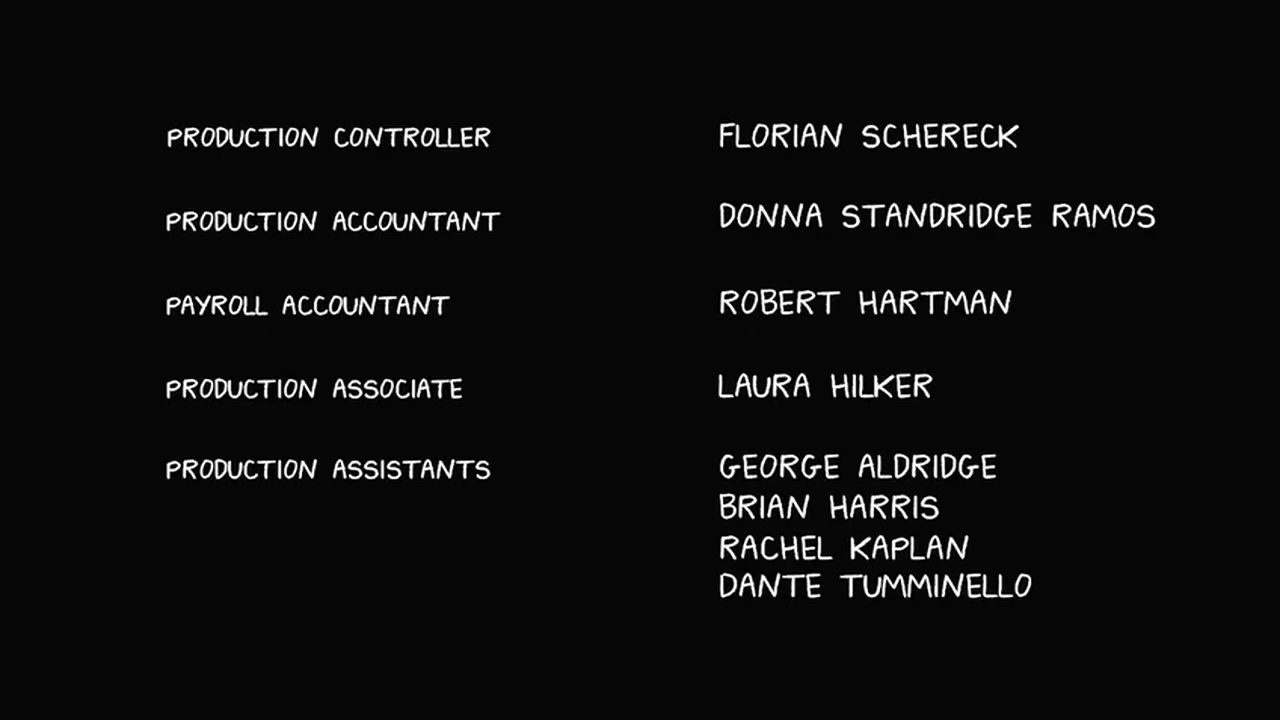 PRODUCTION CONTROLLER FLORIAN SCHERECK
PRODUCTION ACCOUNTANT DONNA STANDRIDGE RAMOS
PAYROLL ACCOUNTANT ROBERT HARTMAN
PRODUCTION ASSOCIATE LAURA HILKER
PRODUCTION ASSISTANTS GEORGE ALDRIDGE
BRIAN HARRIS
RACHEL KAPLAN
DANTE TUMMINELLO